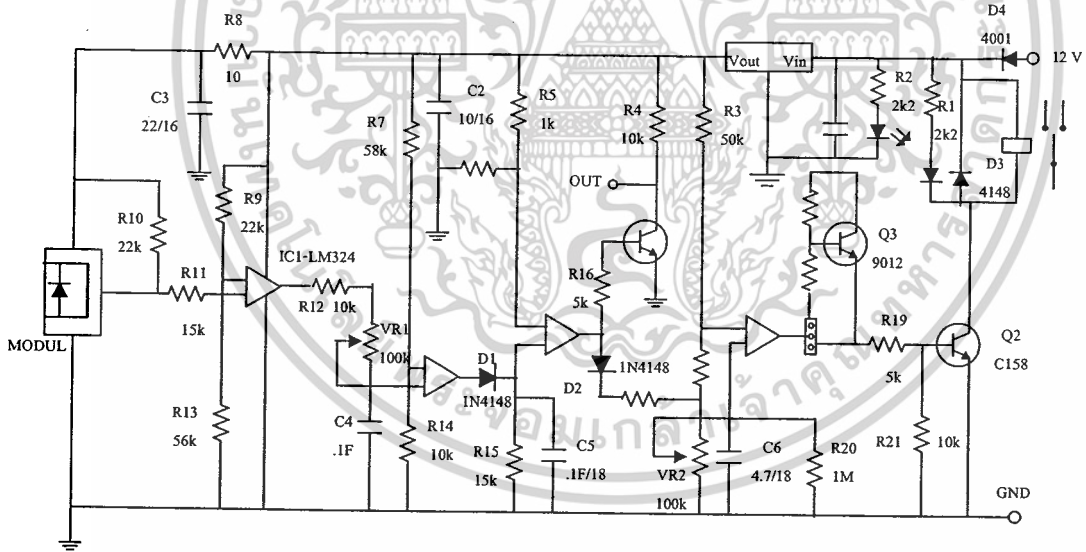 D4
R8
4001
12 V
10
Vout
Vin
R2
2k2
R1
2k2
C3
22/16
C2
10/16
R7
58k
R5
1k
R4
10k
R3
50k
D3
4148
OUT
R10
22k
R9
22k
Q3
9012
IC1-LM324
R16
5k
R11
15k
R12
10k
R19
5k
Q2
C158
VR1
100k
MODUL
D1
1N4148
1N4148
D2
R13
56k
C4
.1F
R14
10k
R15
15k
C5
.1F/18
VR2
100k
C6
4.7/18
R20
1M
R21
10k
GND